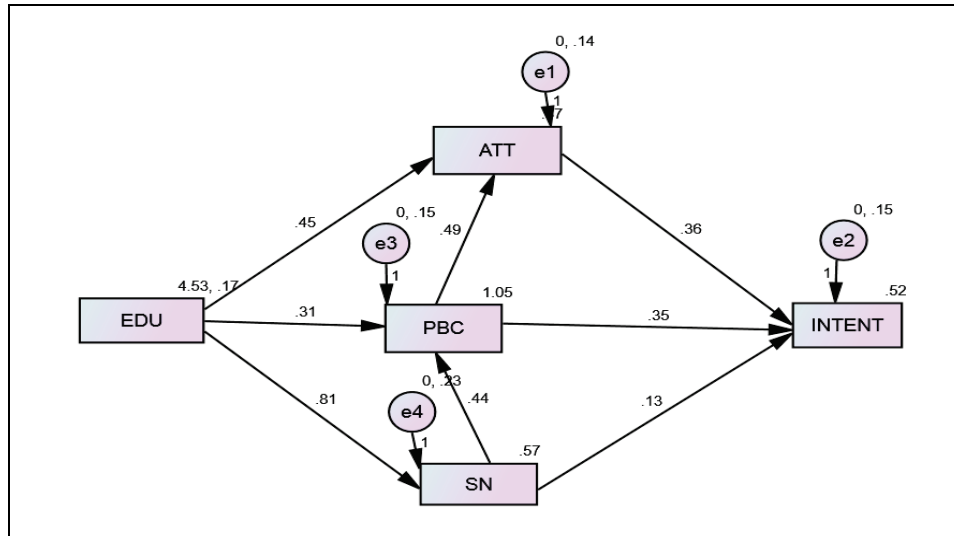 0, .14
e1
1
ATT
.45
.49
.36
0, .15
e3
1
0, .15
e2
1
4.53, .17
EDU
.31
1.05
PBC
.35
.52
INTENT
.81
0, .23
e4
1
.44
.13
.57
SN